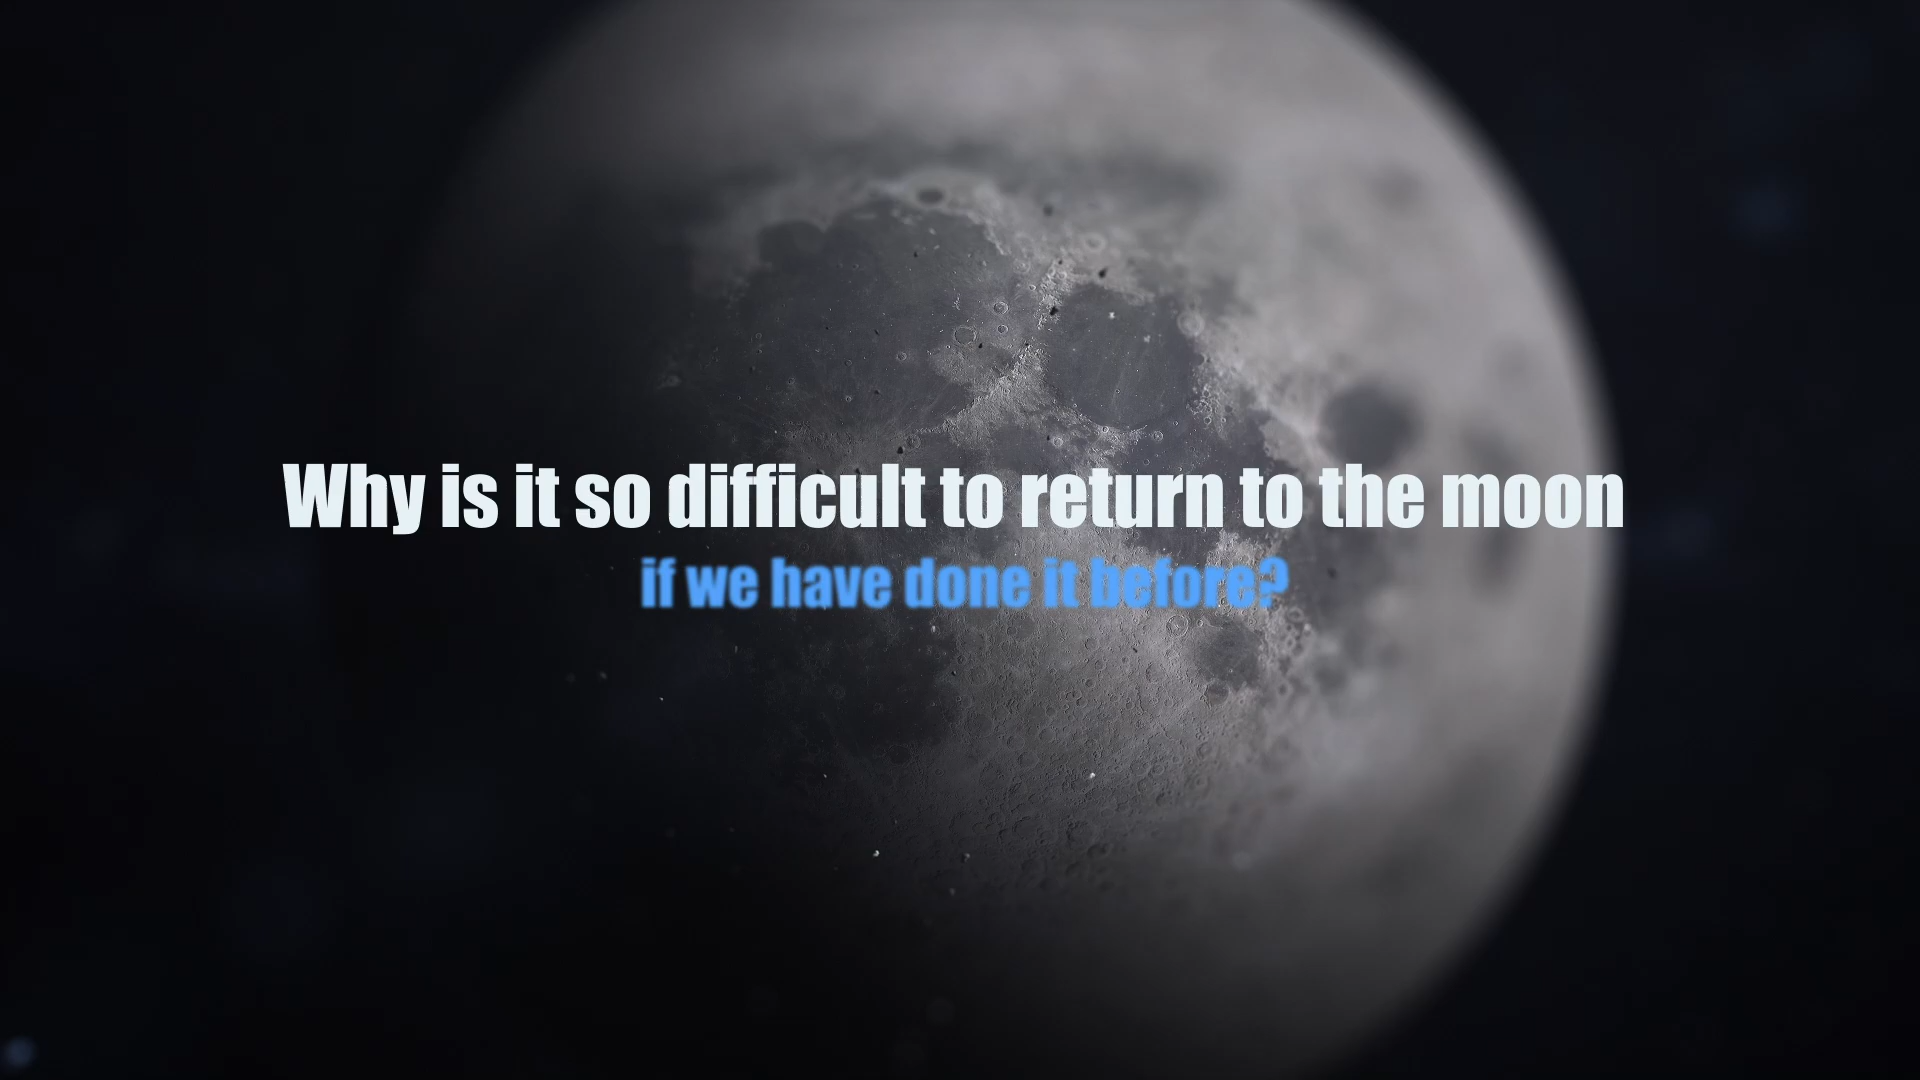 Why is it so difficult to return to the moon
if we have done it before?